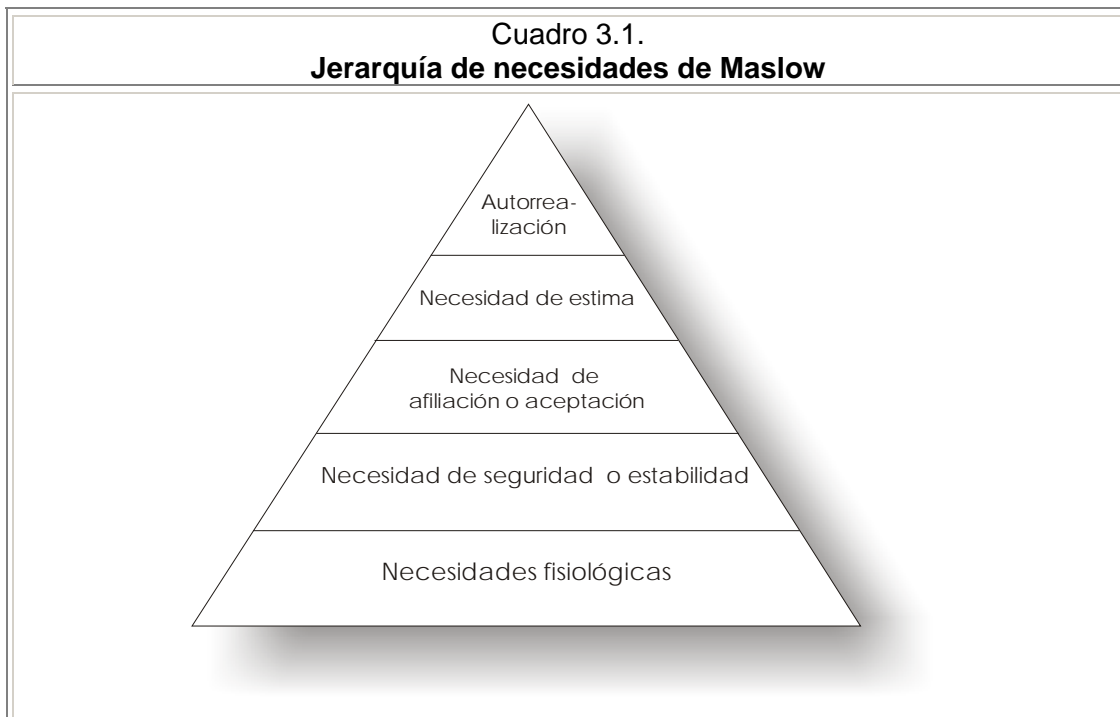 Cuadro 3.1.
Jerarquía de necesidades de Maslow
Autorrea-
lización
Necesidad de estima
Necesidad de
afiliación o aceptación
Necesidad de seguridad o estabilidad
Necesidades fisiológicas